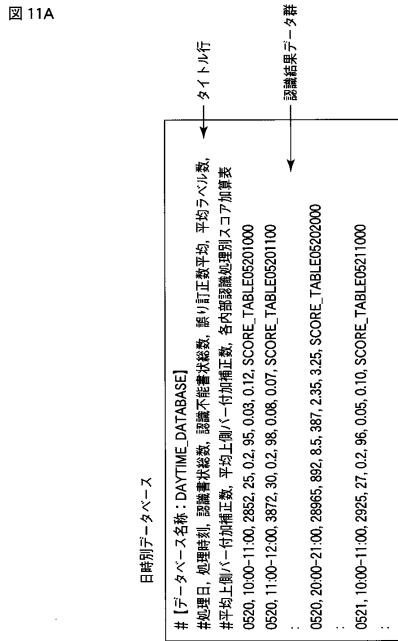 図 11A
日時別データベース
#【データベース名称：DAYTIME_DATABASE】
#処理日, 処理時刻, 認識書状総数, 認識不能書状総数, 誤り訂正数平均, 平均ラベル数,
#平均上側バー付加補正数, 平均上側バー付加補正数, 各内部認識処理別スコア加算表
0520, 10:00-11:00, 2852, 25, 0.2, 95, 0.03, 0.12, SCORE_TABLE05201000
0520, 11:00-12:00, 3872, 30, 0.2, 98, 0.08, 0.07, SCORE_TABLE05201100
:
0520, 20:00-21:00, 28965, 892, 8.5, 387, 2.35, 3.25, SCORE_TABLE05202000
:
0521, 10:00-11:00, 2925, 27, 0.2, 96, 0.05, 0.10, SCORE_TABLE05211000
:
タイトル行
認識結果データ群